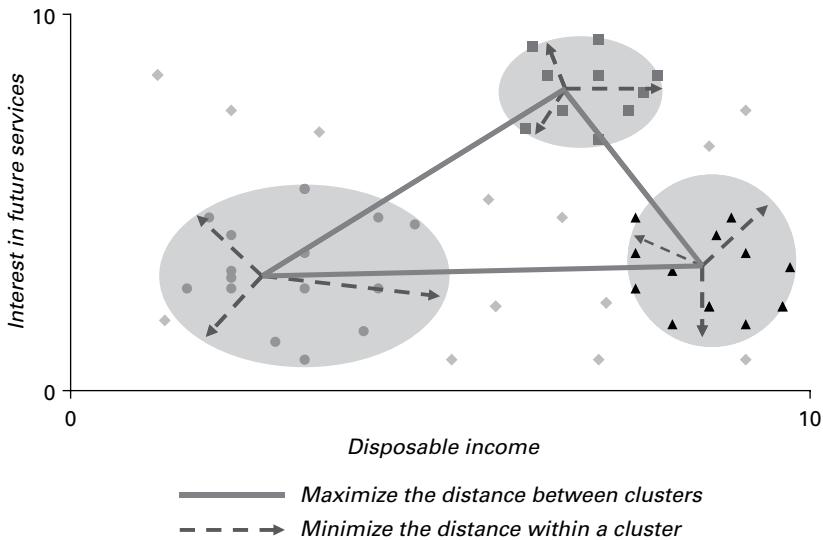 10
Interest in future services
0
0
10
Disposable income
Maximize the distance between clusters
Minimize the distance within a cluster